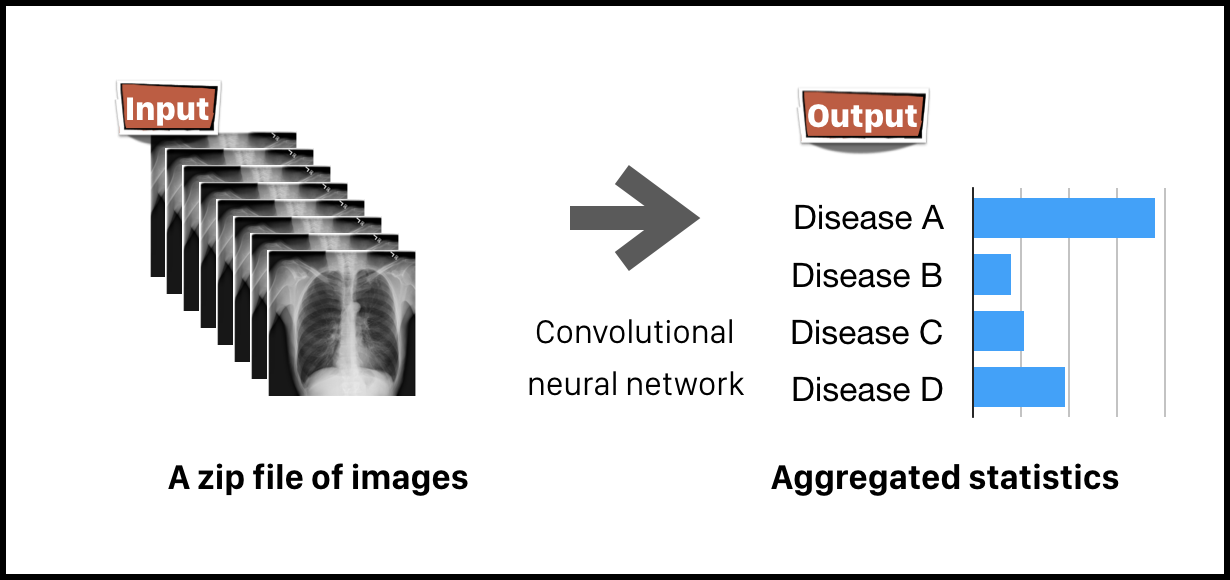 Input
Output
Disease A
Disease B
Disease C
Disease D
Convolutional
neural network
A zip file of images
Aggregated statistics